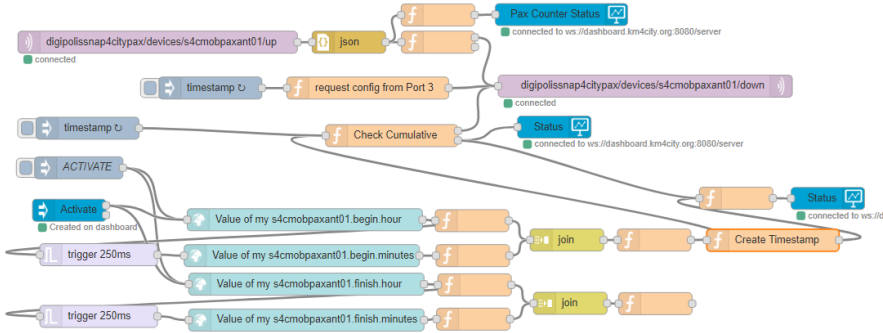 Pax Counter Status
connected to ws://dashboard.km4city.org:8080/server
digipolissnap4citypax/devices/s4cmobpaxant01/up
json
connected
timestamp ↻
request config from Port 3
digipolissnap4citypax/devices/s4cmobpaxant01/down
connected
timestamp ↻
Check Cumulative
Status
connected to ws://dashboard.km4city.org:8080/server
ACTIVATE
Status
connected to ws://d
Activate
Created on dashboard
Value of my s4cmobpaxant01.begin.hour
join
Create Timestamp
trigger 250ms
Value of my s4cmobpaxant01.begin.minutes
Value of my s4cmobpaxant01.finish.hour
join
trigger 250ms
Value of my s4cmobpaxant01.finish.minutes